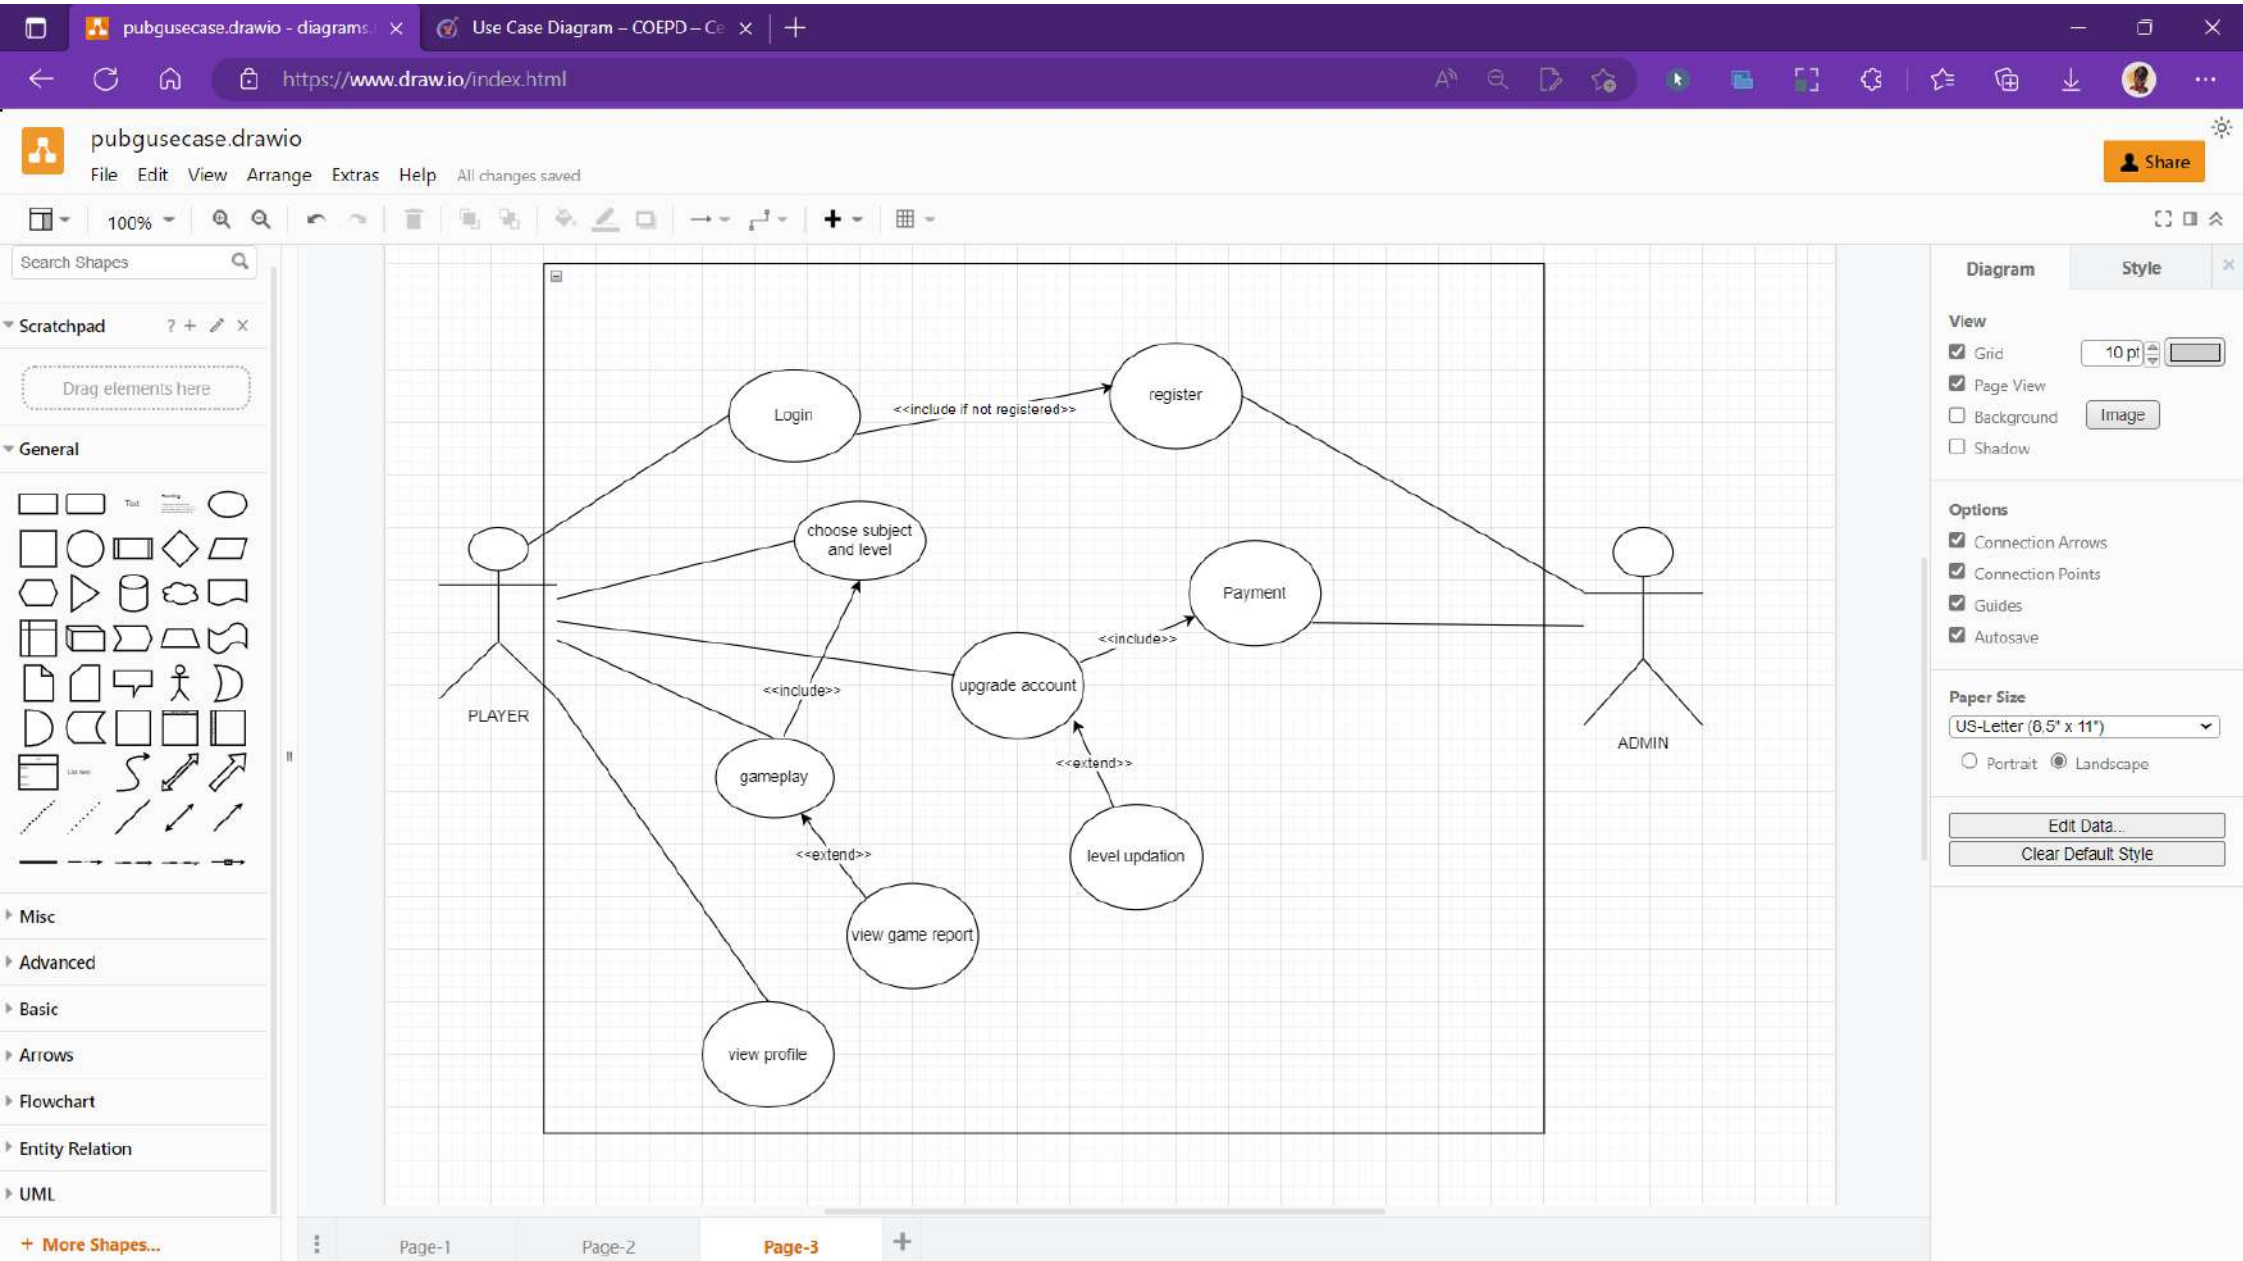 pubgusecase.drawio - diagrams.
Use Case Diagram – COEPD – Ce
https://www.draw.io/index.html
pubgusecase.drawio
File Edit View Arrange Extras Help All changes saved
Share
100%
Search Shapes
Scratchpad
?
Drag elements here
General
Text
Heading
List Item
Misc
Advanced
Basic
Arrows
Flowchart
Entity Relation
UML
+ More Shapes...
Login
<<include if not registered>>
register
choose subject
and level
Payment
<<include>>
upgrade account
<<include>>
PLAYER
ADMIN
<<extend>>
gameplay
<<extend>>
level updation
view game report
view profile
Page-1
Page-2
Page-3
Diagram
Style
View
Grid
10 pt
Page View
Background
Image
Shadow
Options
Connection Arrows
Connection Points
Guides
Autosave
Paper Size
US-Letter (8,5" x 11")
Portrait
Landscape
Edit Data...
Clear Default Style